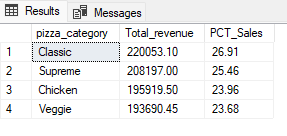 Results Messages
pizza_category Total_revenue PCT_Sales
1 Classic 220053.10 26.91
2 Supreme 208197.00 25.46
3 Chicken 195919.50 23.96
4 Veggie 193690.45 23.68